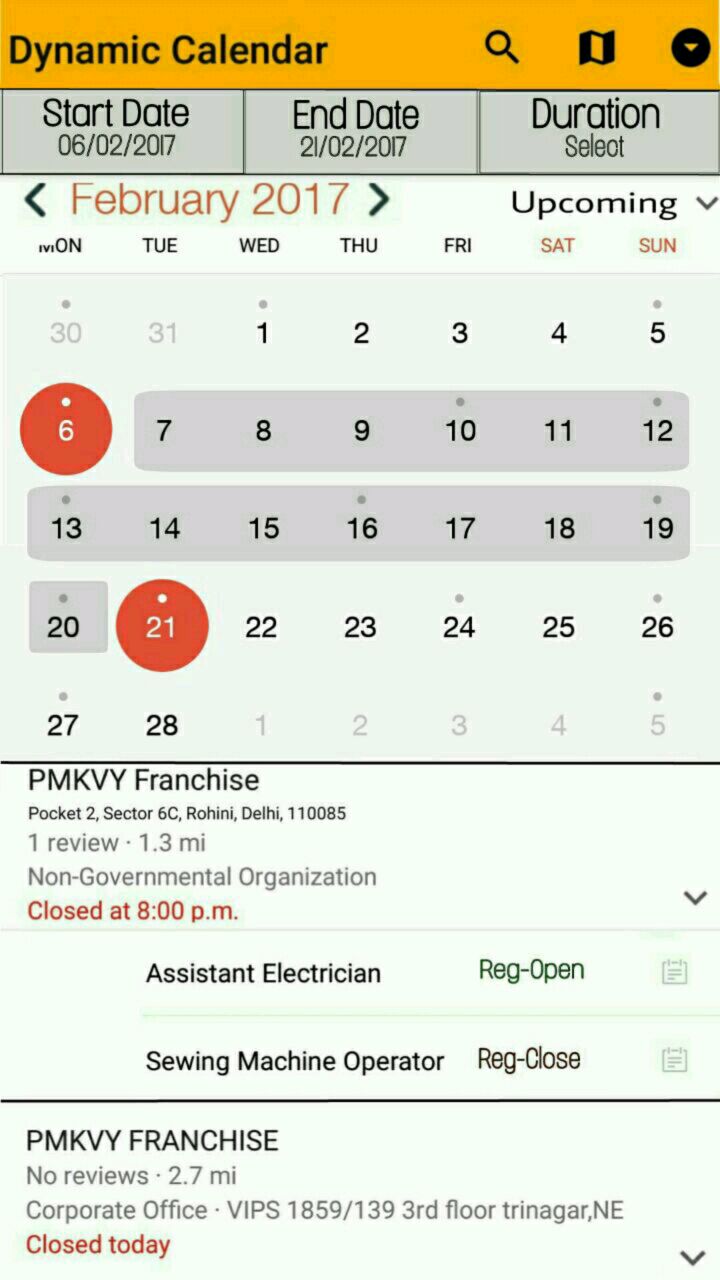 Dynamic Calendar
Start Date End Date Duration
06/02/2017 21/02/2017 Select
February 2017 Upcoming
MON TUE WED THU FRI SAT SUN
30 31 1 2 3 4 5
6 7 8 9 10 11 12
13 14 15 16 17 18 19
20 21 22 23 24 25 26
27 28 1 2 3 4 5
PMKVY Franchise
Pocket 2, Sector 6C, Rohini, Delhi, 110085
1 review · 1.3 mi
Non-Governmental Organization
Closed at 8:00 p.m.
Assistant Electrician Reg-Open
Sewing Machine Operator Reg-Close
PMKVY FRANCHISE
No reviews · 2.7 mi
Corporate Office · VIPS 1859/139 3rd floor trinagar,NE
Closed today